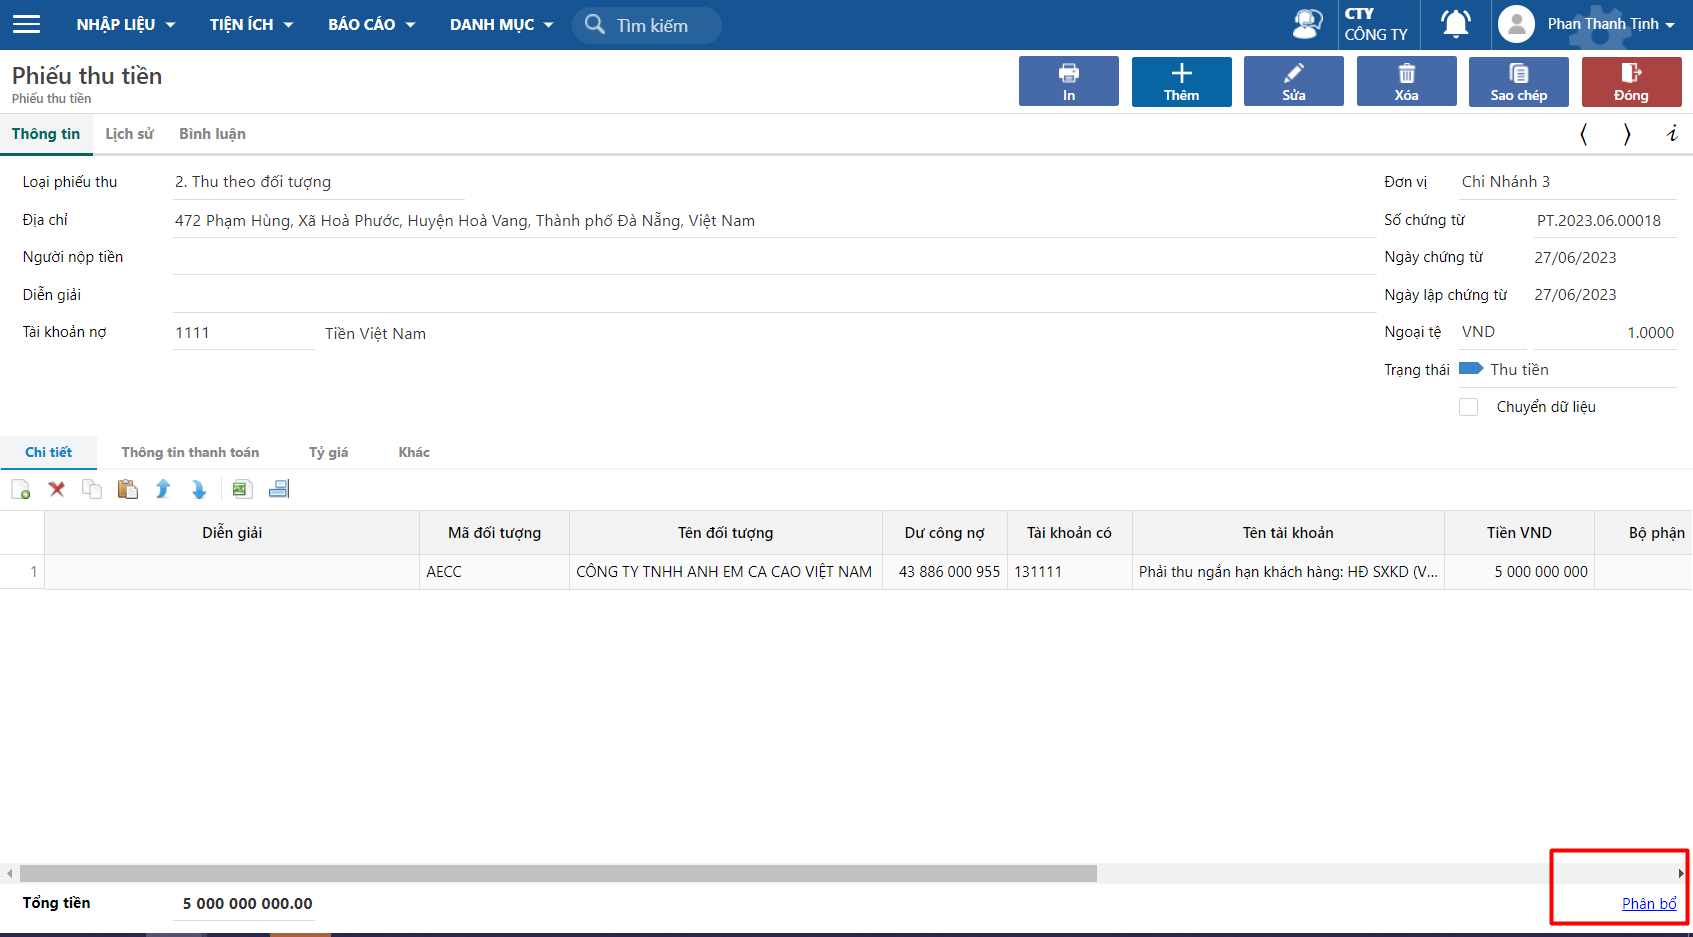 NHẬP LIỆU TIỆN ÍCH BÁO CÁO DANH MỤC Tìm kiếm CTY CÔNG TY Phan Thanh Tịnh
Phiếu thu tiền
Phiếu thu tiền
In Thêm Sửa Xóa Sao chép Đóng
Thông tin Lịch sử Bình luận
Loại phiếu thu 2. Thu theo đối tượng Đơn vị Chi Nhánh 3
Địa chỉ 472 Phạm Hùng, Xã Hoà Phước, Huyện Hoà Vang, Thành phố Đà Nẵng, Việt Nam Số chứng từ PT.2023.06.00018
Người nộp tiền Ngày chứng từ 27/06/2023
Diễn giải Ngày lập chứng từ 27/06/2023
Tài khoản nợ 1111 Tiền Việt Nam Ngoại tệ VND 1.0000
Trạng thái Thu tiền
Chuyển dữ liệu
Chi tiết Thông tin thanh toán Tỷ giá Khác
Diễn giải Mã đối tượng Tên đối tượng Dư công nợ Tài khoản có Tên tài khoản Tiền VND Bộ phận
1 AECC CÔNG TY TNHH ANH EM CA CAO VIỆT NAM 43 886 000 955 131111 Phải thu ngắn hạn khách hàng: HĐ SXKD (V... 5 000 000 000
Tổng tiền 5 000 000 000.00 Phân bổ